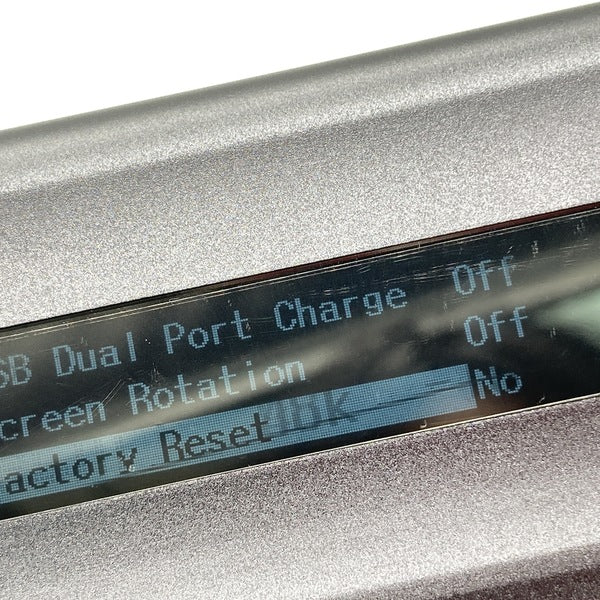 SB Dual Port Charge Off
creen Rotation Off
actory Reset No